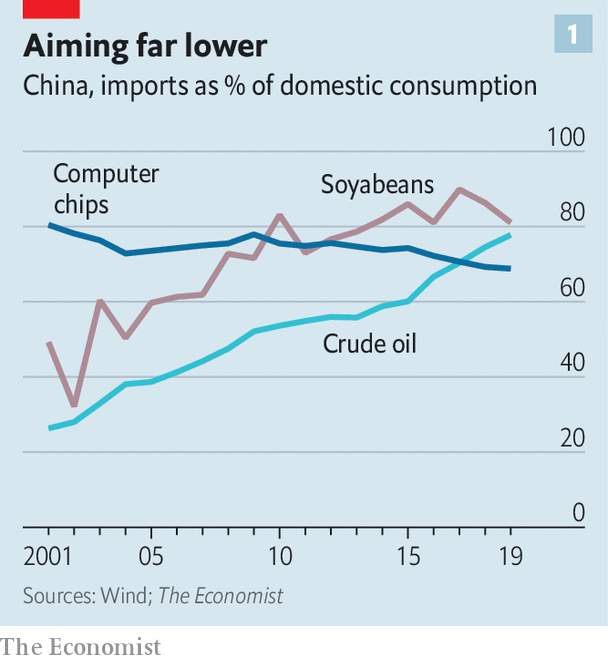 1
Aiming far lower
China, imports as % of domestic consumption
100
Computer
chips
Soyabeans
80
60
Crude oil
40
20
0
2001 05 10 15 19
Sources: Wind; The Economist
The Economist